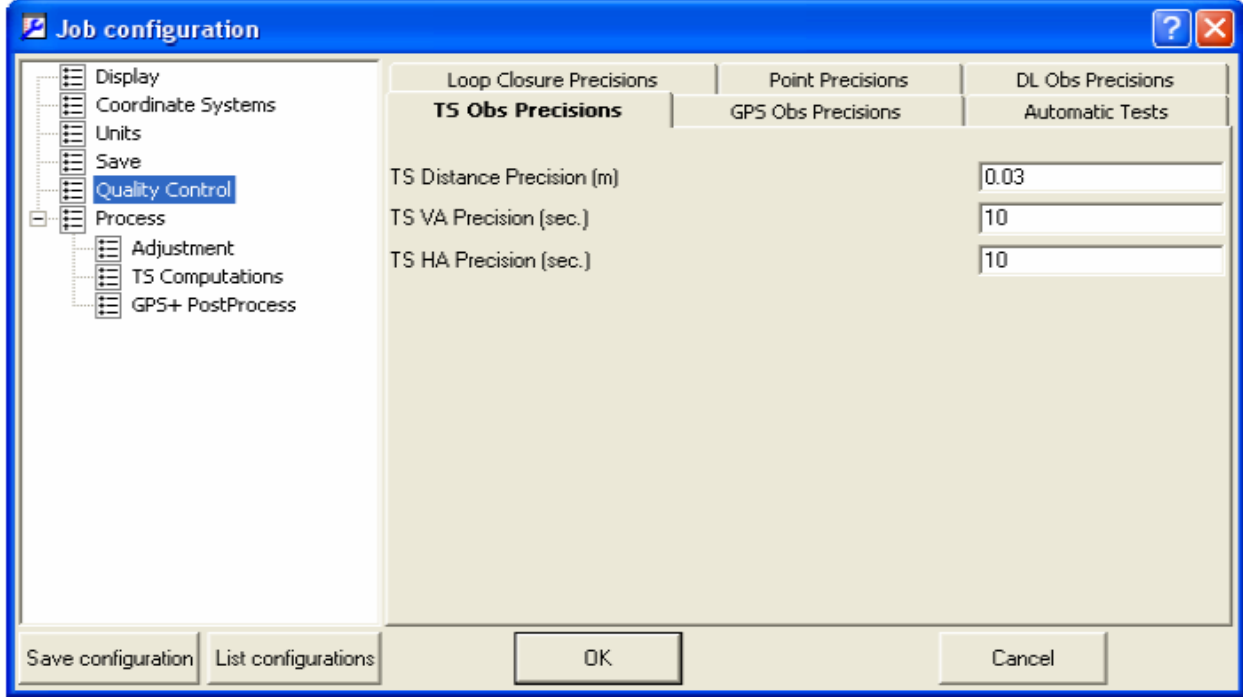 Job configuration
Display
Coordinate Systems
Units
Save
Quality Control
Process
Adjustment
TS Computations
GPS+ PostProcess
Loop Closure Precisions
Point Precisions
DL Obs Precisions
TS Obs Precisions
GPS Obs Precisions
Automatic Tests
TS Distance Precision (m)
0.03
TS VA Precision (sec.)
10
TS HA Precision (sec.)
10
Save configuration
List configurations
OK
Cancel